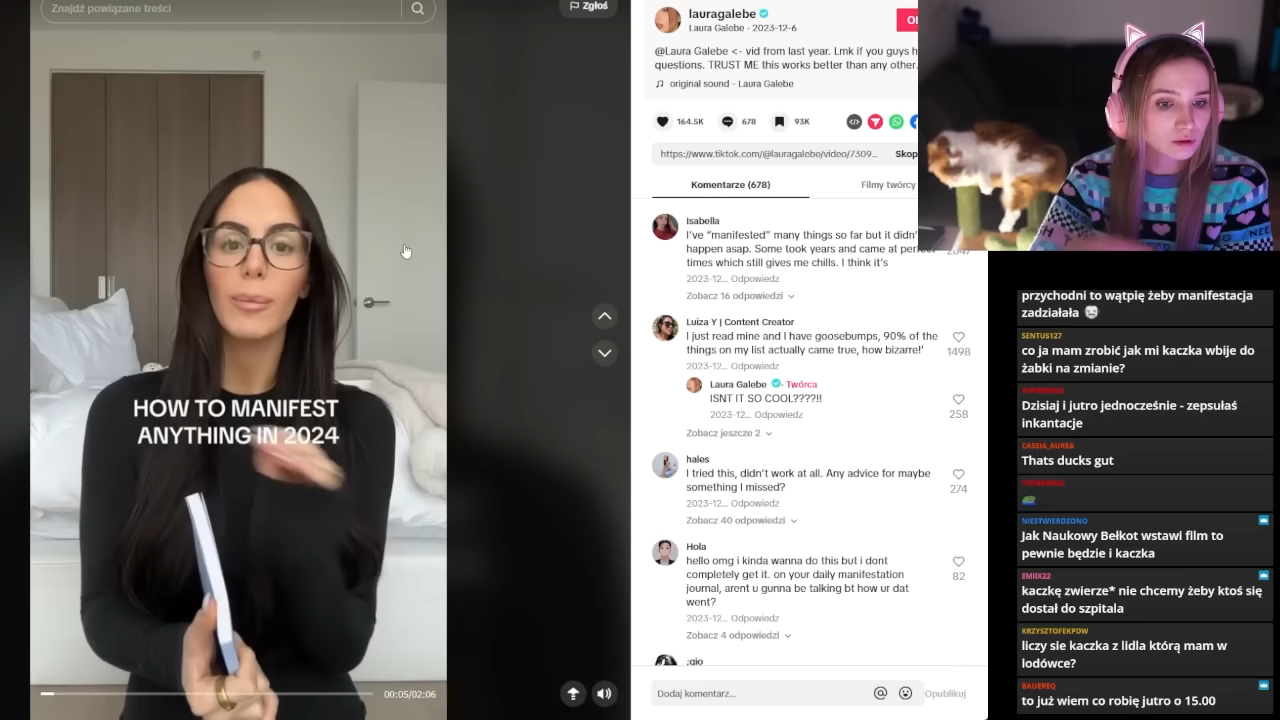 Znajdź powiązane treści
Zgłoś
HOW TO MANIFEST
ANYTHING IN 2024
00:05/02:06
lauragalebe
Laura Galebe · 2023-12-6
@Laura Galebe <- vid from last year. Lmk if you guys h
questions. TRUST ME this works better than any other.
original sound - Laura Galebe
164.5K
678
93K
https://www.tiktok.com/@lauragalebe/video/7309...
Skop
Komentarze (678)
Filmy twórcy
Isabella
I've "manifested" many things so far but it didn'
happen asap. Some took years and came at perfect
times which still gives me chills. I think it's
2023-12... Odpowiedz
Zobacz 16 odpowiedzi
Luiza Y | Content Creator
I just read mine and I have goosebumps, 90% of the
things on my list actually came true, how bizarre!'
1498
2023-12... Odpowiedz
Laura Galebe · Twórca
ISNT IT SO COOL????!!
258
2023-12... Odpowiedz
Zobacz jeszcze 2
hales
I tried this, didn't work at all. Any advice for maybe
something I missed?
274
2023-12... Odpowiedz
Zobacz 40 odpowiedzi
Hola
hello omg i kinda wanna do this but i dont
completely get it. on your daily manifestation
journal, arent u gunna be talking bt how ur dat
went?
82
2023-12... Odpowiedz
Zobacz 4 odpowiedzi
Dodaj komentarz...
Opublikuj
przychodni to wątpię żeby manifestacja
zadziałała
SENTUS127
co ja mam zrobić jak mi kaczka wbije do
żabki na zmianie?
Dzisiaj i jutro jednocześnie - zepsułaś
inkantacje
CASSIA_AUREA
Thats ducks gut
NIESTWIERDZONO
Jak Naukowy Bełkot wstawi film to
pewnie będzie i kaczka
EMIIX22
kaczkę zwierze* nie chcemy żeby ktoś się
dostał do szpitala
KRZYSZTOFEKPDW
liczy sie kaczka z lidla którą mam w
lodówce?
BAUEREQ
to już wiem co robię jutro o 15.00